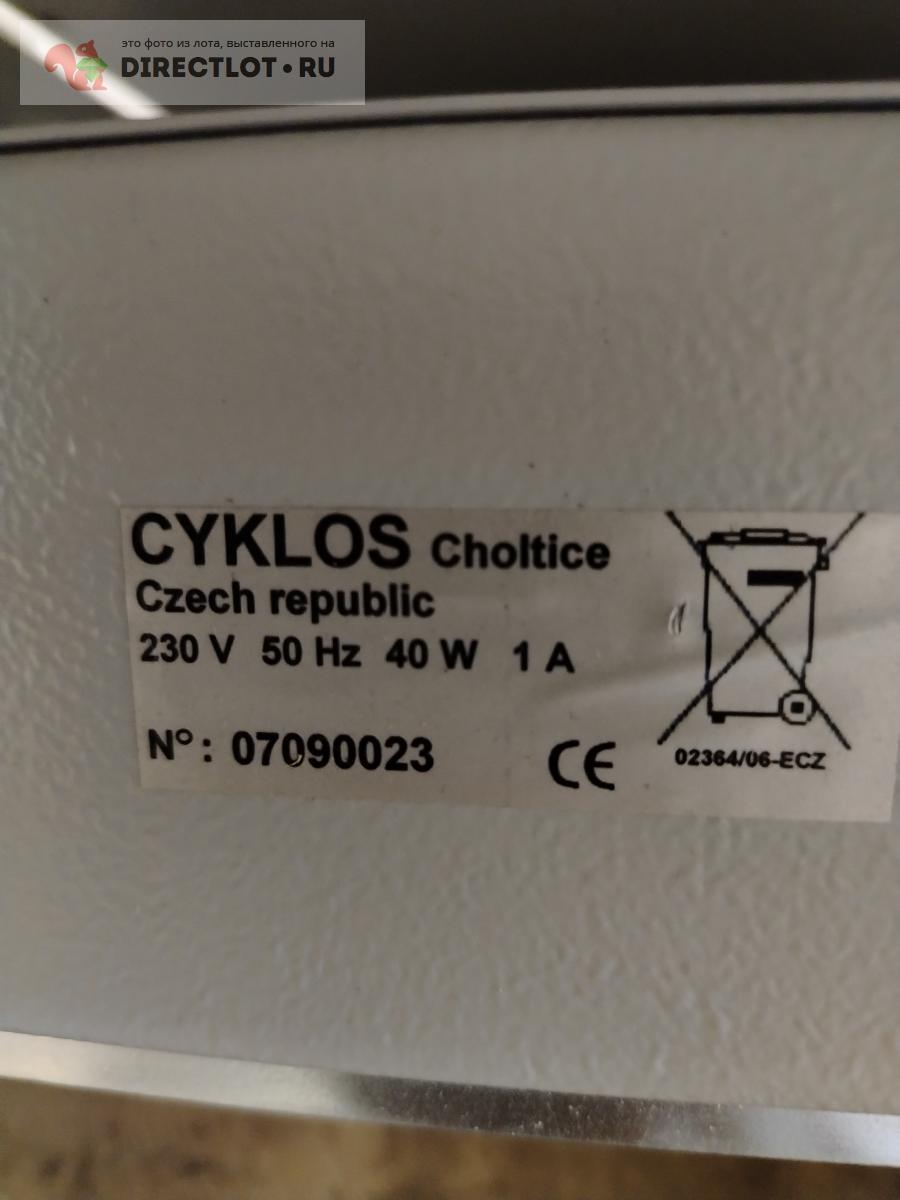 это фото из лота, выставленного на
DIRECTLOT•RU
CYKLOS Choltice
Czech republic
230 V 50 Hz 40 W 1 A
N°: 07090023
CE
02364/06-ECZ